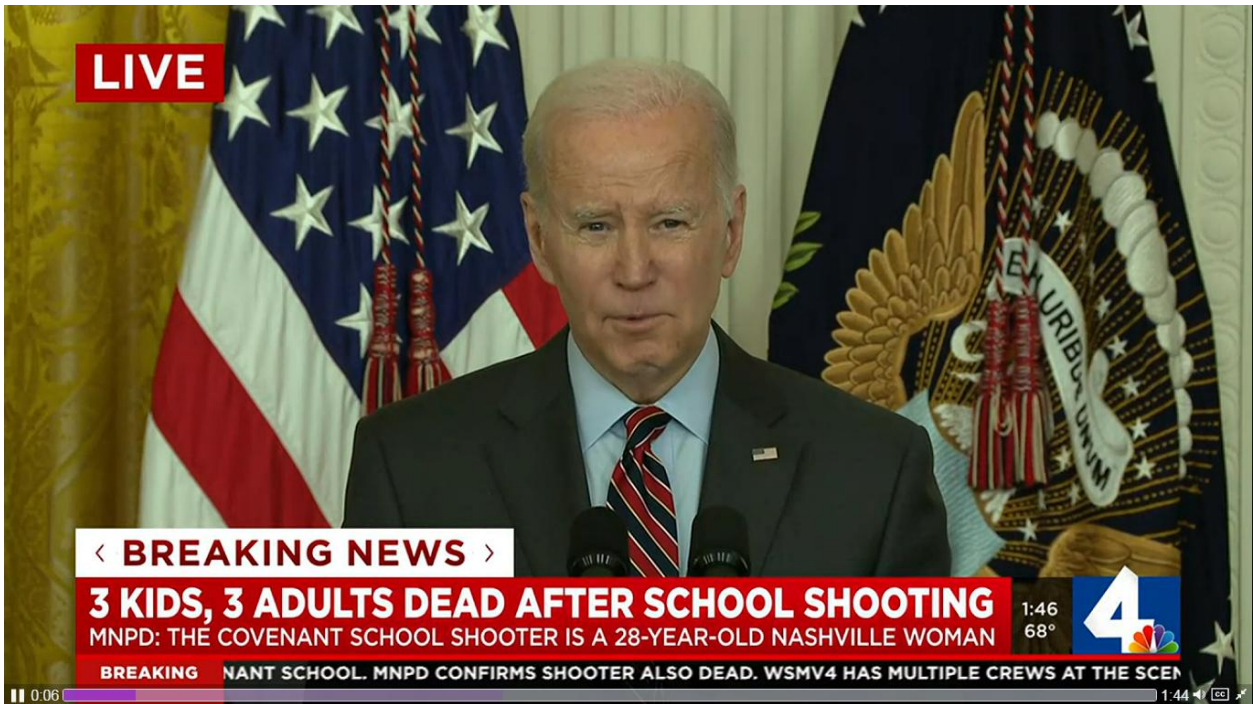 LIVE
E PLURIBUS UNUM
‹ BREAKING NEWS ›
3 KIDS, 3 ADULTS DEAD AFTER SCHOOL SHOOTING
MNPD: THE COVENANT SCHOOL SHOOTER IS A 28-YEAR-OLD NASHVILLE WOMAN
1:46
68°
4
BREAKING NANT SCHOOL. MNPD CONFIRMS SHOOTER ALSO DEAD. WSMV4 HAS MULTIPLE CREWS AT THE SCEN
0:06
1:44
CC